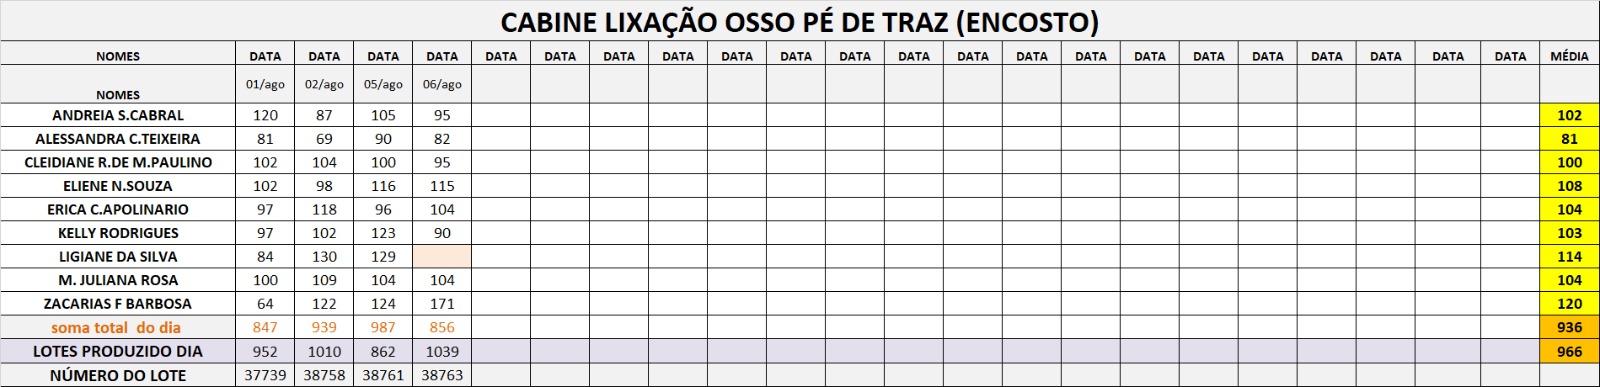 CABINE LIXAÇÃO OSSO PÉ DE TRAZ (ENCOSTO)
NOMES DATA DATA DATA DATA DATA DATA DATA DATA DATA DATA DATA DATA DATA DATA DATA DATA DATA DATA DATA DATA DATA MÉDIA
NOMES 01/ago 02/ago 05/ago 06/ago
ANDREIA S.CABRAL 120 87 105 95 102
ALESSANDRA C.TEIXEIRA 81 69 90 82 81
CLEIDIANE R.DE M.PAULINO 102 104 100 95 100
ELIENE N.SOUZA 102 98 116 115 108
ERICA C.APOLINARIO 97 118 96 104 104
KELLY RODRIGUES 97 102 123 90 103
LIGIANE DA SILVA 84 130 129 114
M. JULIANA ROSA 100 109 104 104 104
ZACARIAS F BARBOSA 64 122 124 171 120
soma total do dia 847 939 987 856 936
LOTES PRODUZIDO DIA 952 1010 862 1039 966
NÚMERO DO LOTE 37739 38758 38761 38763